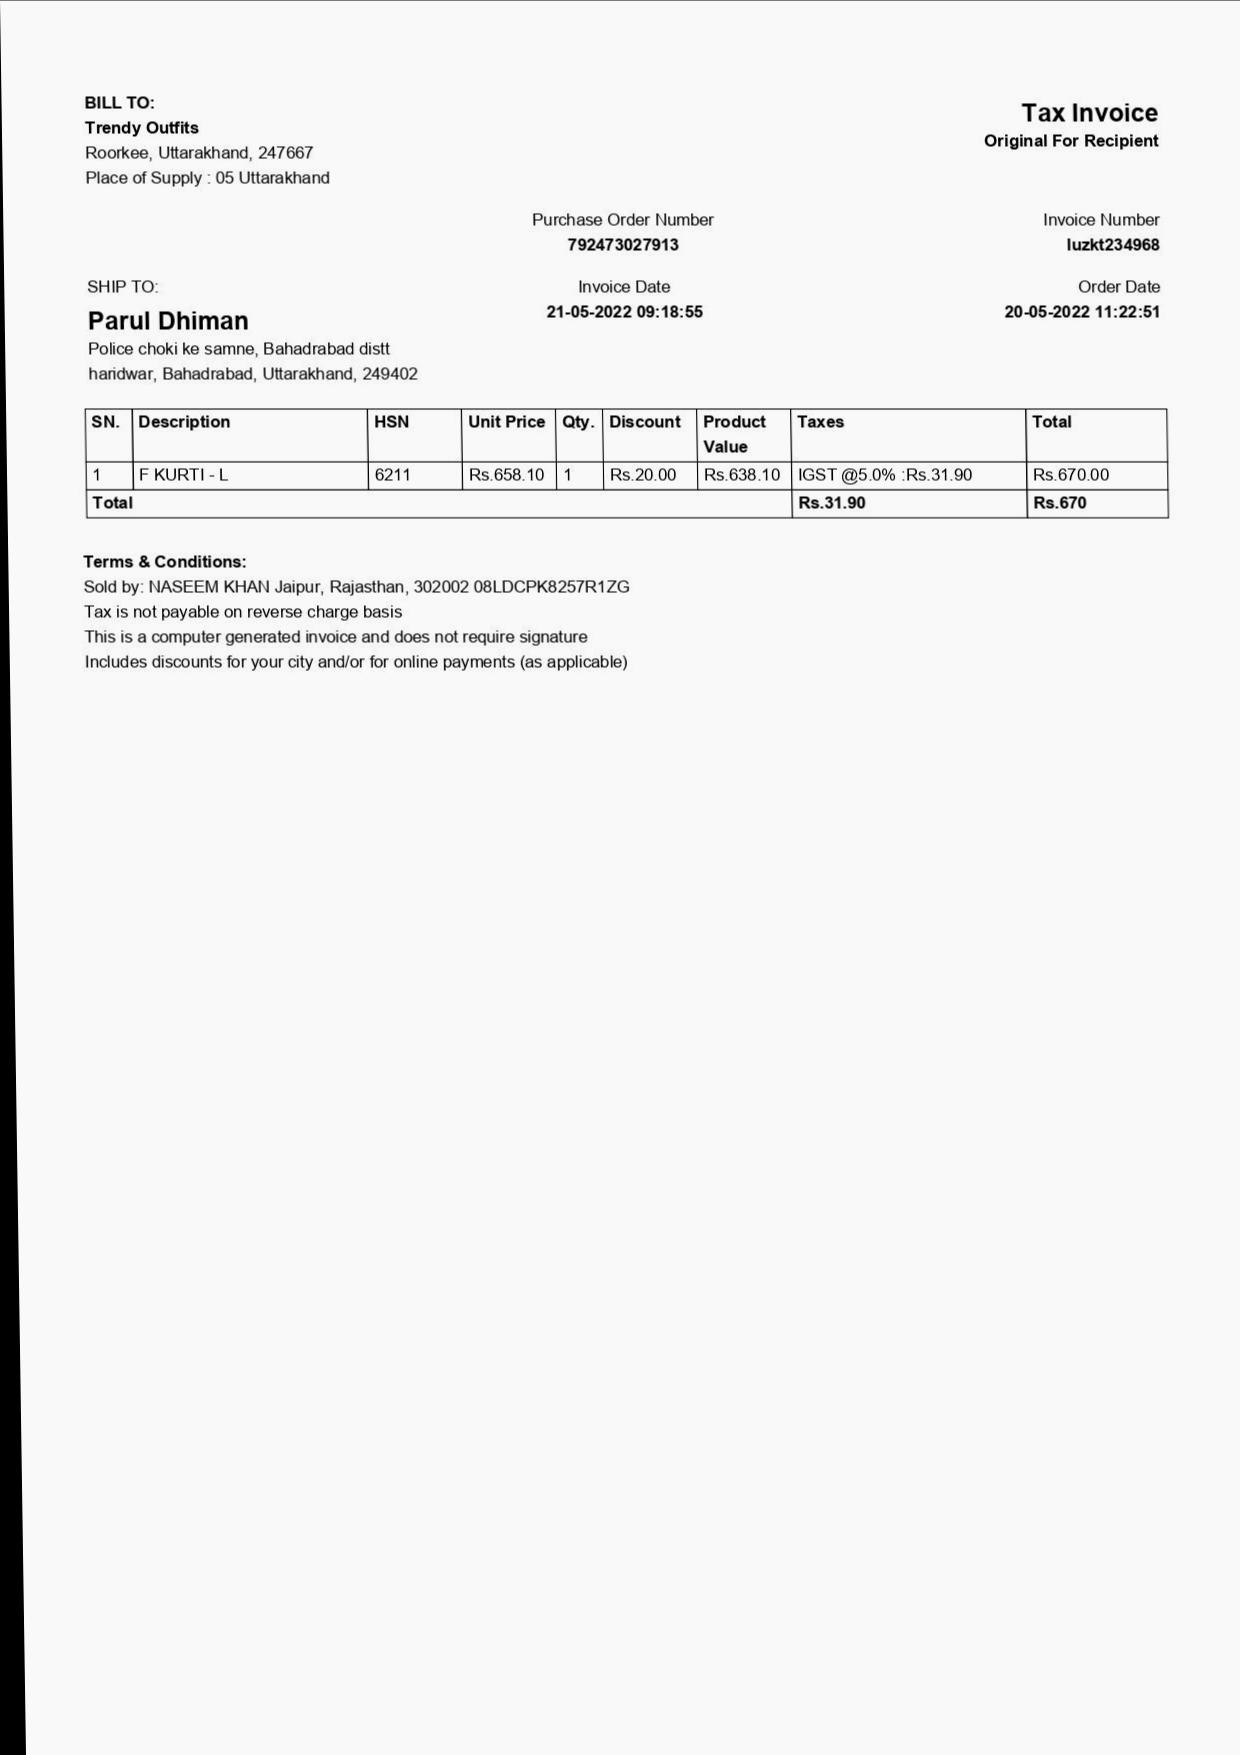 BILL TO:
Trendy Outfits
Roorkee, Uttarakhand, 247667
Place of Supply : 05 Uttarakhand
Tax Invoice
Original For Recipient
Purchase Order Number
792473027913
Invoice Number
luzkt234968
SHIP TO:
Parul Dhiman
Police choki ke samne, Bahadrabad distt
haridwar, Bahadrabad, Uttarakhand, 249402
Invoice Date
21-05-2022 09:18:55
Order Date
20-05-2022 11:22:51
SN. Description HSN Unit Price Qty. Discount Product Value Taxes Total
1 F KURTI - L 6211 Rs.658.10 1 Rs.20.00 Rs.638.10 IGST @5.0% :Rs.31.90 Rs.670.00
Total Rs.31.90 Rs.670
Terms & Conditions:
Sold by: NASEEM KHAN Jaipur, Rajasthan, 302002 08LDCPK8257R1ZG
Tax is not payable on reverse charge basis
This is a computer generated invoice and does not require signature
Includes discounts for your city and/or for online payments (as applicable)